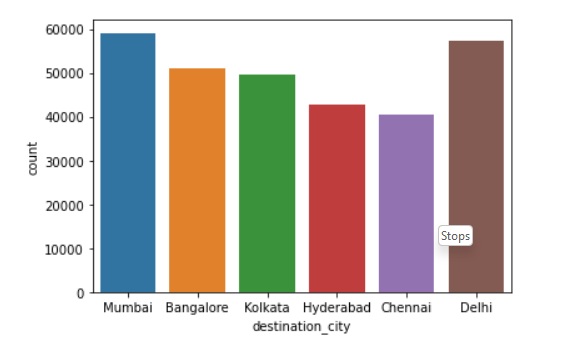 60000
50000
40000
30000
20000
10000
0
count
Stops
Mumbai Bangalore Kolkata Hyderabad Chennai Delhi
destination_city